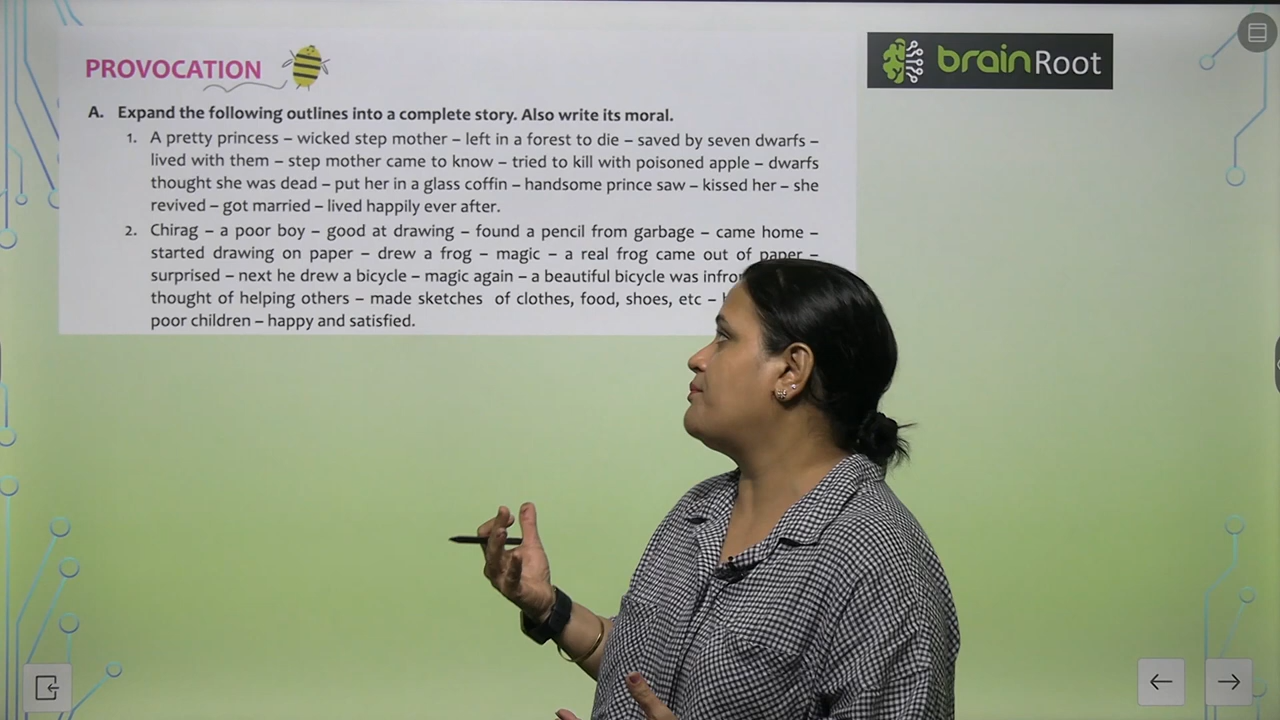 PROVOCATION
brainRoot
A. Expand the following outlines into a complete story. Also write its moral.
1. A pretty princess – wicked step mother – left in a forest to die – saved by seven dwarfs –
lived with them – step mother came to know – tried to kill with poisoned apple – dwarfs
thought she was dead – put her in a glass coffin – handsome prince saw – kissed her – she
revived – got married – lived happily ever after.
2. Chirag – a poor boy – good at drawing – found a pencil from garbage – came home –
started drawing on paper – drew a frog – magic – a real frog came out of paper –
surprised – next he drew a bicycle – magic again – a beautiful bicycle was
thought of helping others – made sketches of clothes, food, shoes, etc –
poor children – happy and satisfied.